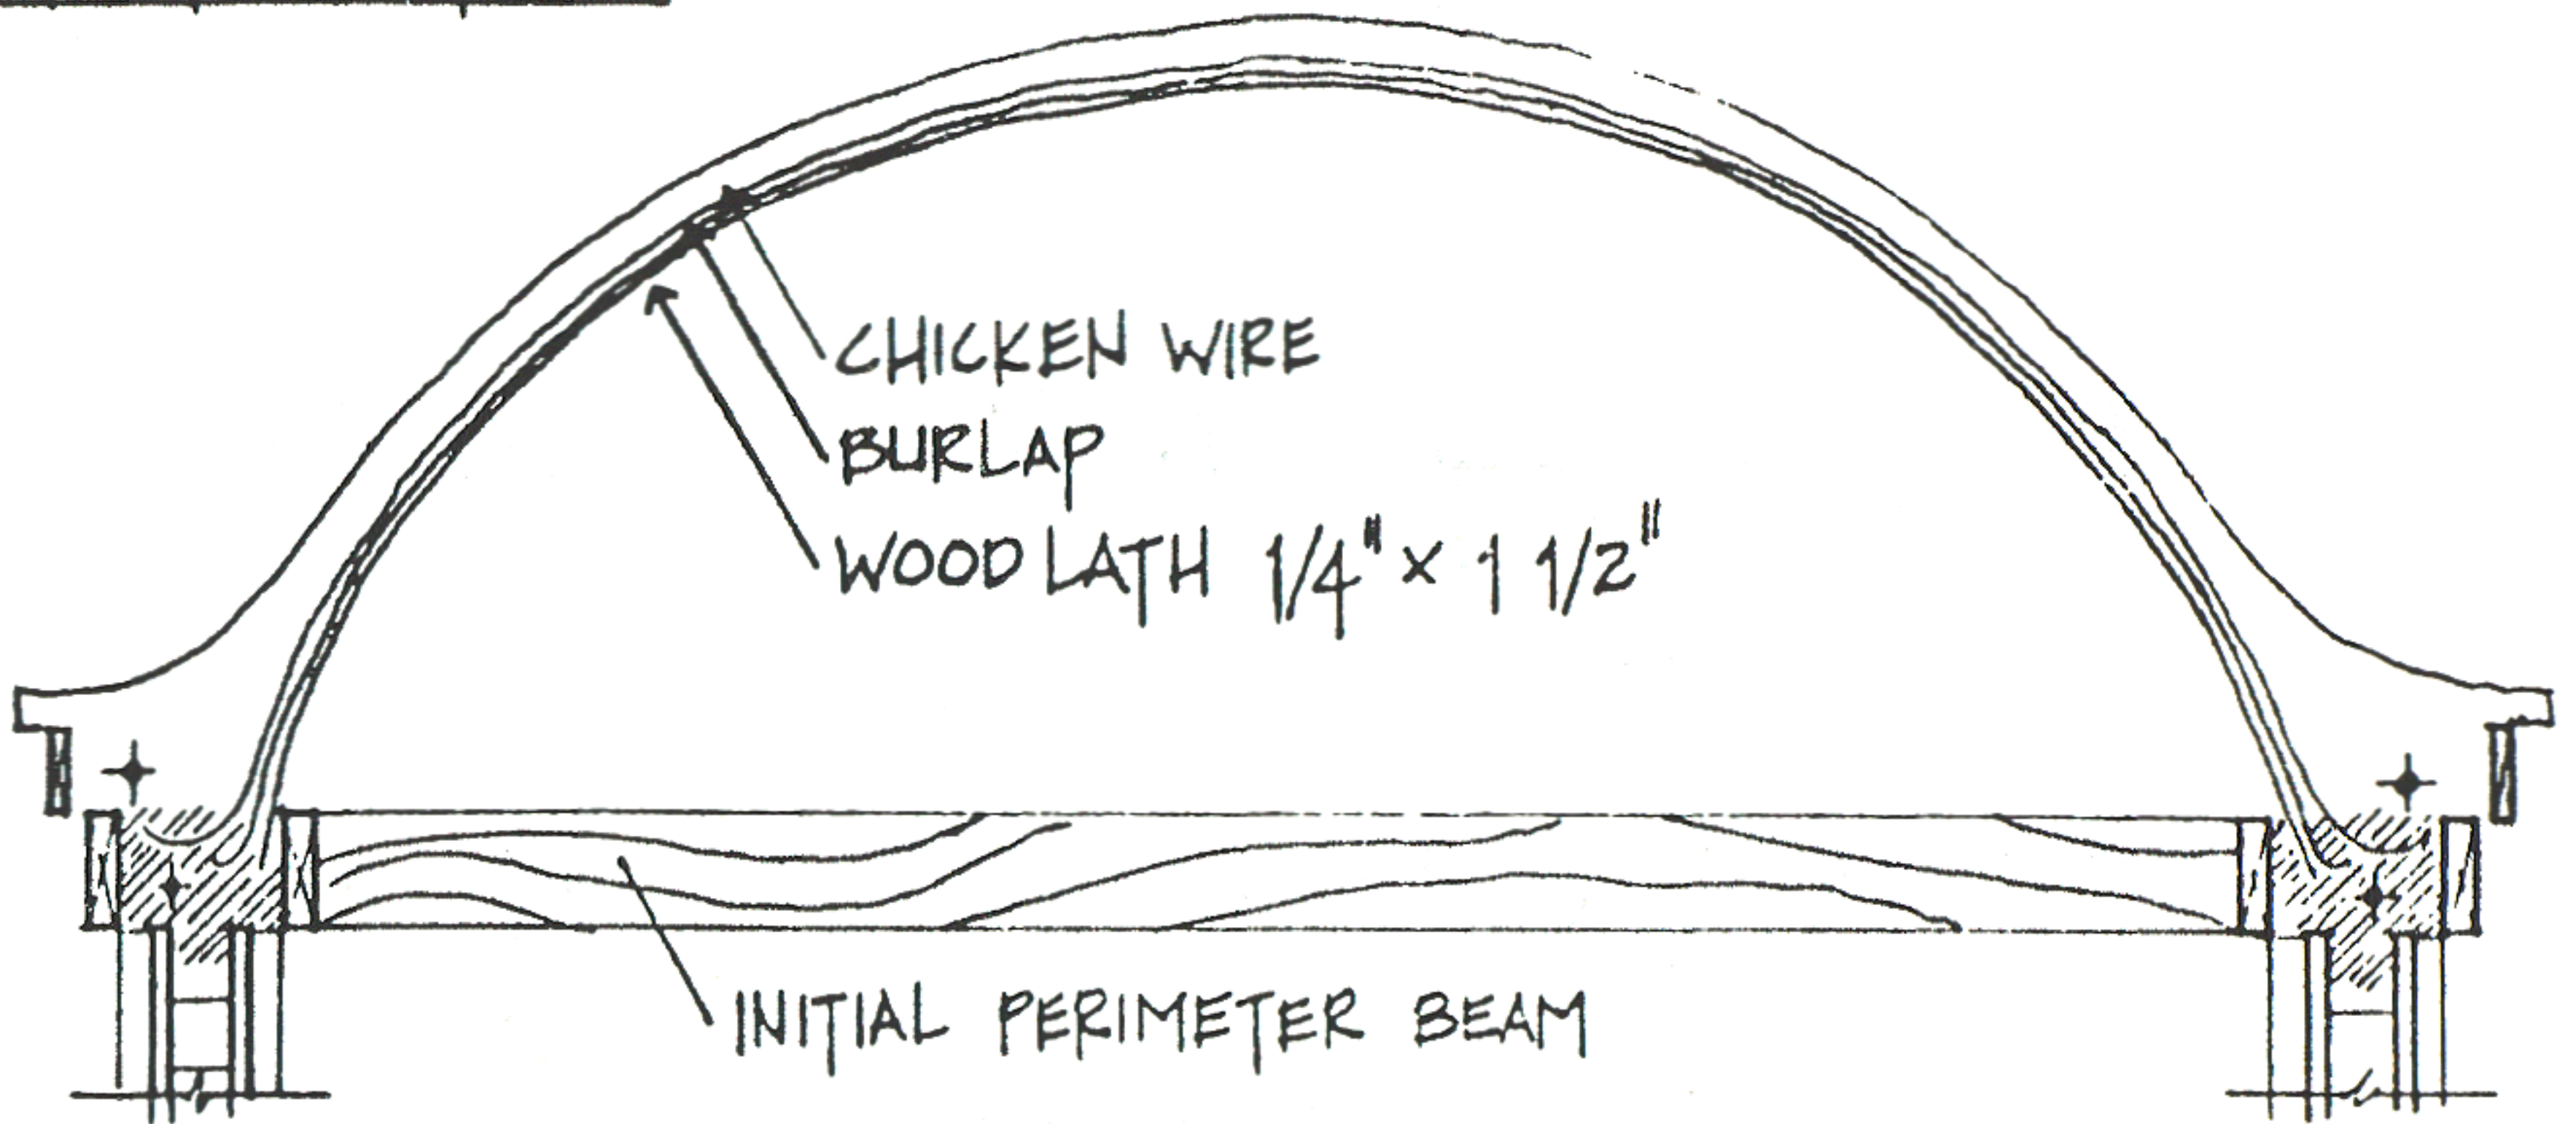 CHICKEN WIRE
BURLAP
WOOD LATH 1/4" x 1 1/2"
INITIAL PERIMETER BEAM